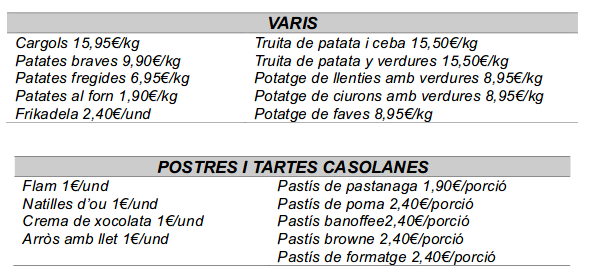 VARIS
Cargols 15,95€/kg
Patates braves 9,90€/kg
Patates fregides 6,95€/kg
Patates al forn 1,90€/kg
Frikadela 2,40€/und
Truita de patata i ceba 15,50€/kg
Truita de patata y verdures 15,50€/kg
Potatge de llenties amb verdures 8,95€/kg
Potatge de ciurons amb verdures 8,95€/kg
Potatge de faves 8,95€/kg
POSTRES I TARTES CASOLANES
Flam 1€/und
Natilles d’ou 1€/und
Crema de xocolata 1€/und
Arròs amb llet 1€/und
Pastís de pastanaga 1,90€/porció
Pastís de poma 2,40€/porció
Pastís banoffee2,40€/porció
Pastís browne 2,40€/porció
Pastís de formatge 2,40€/porció